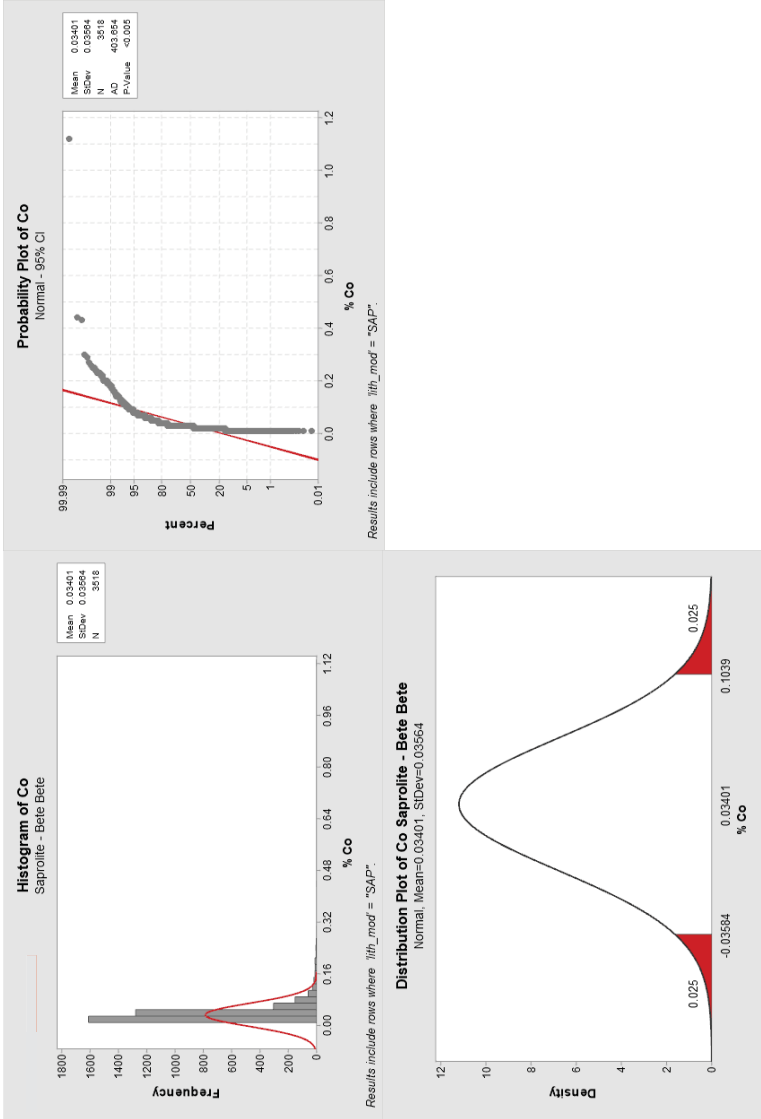 Histogram of Co
Saprolite - Bete Bete
Mean 0.03401
StDev 0.03564
N 3518
1800
1600
1400
1200
1000
800
600
400
200
0
Frequency
0.00 0.16 0.32 0.48 0.64 0.80 0.96 1.12
% Co
Results include rows where 'lith_mod' = "SAP".
Probability Plot of Co
Normal - 95% CI
Mean 0.03401
StDev 0.03564
N 3518
AD 403.654
P-Value <0.005
99.99
99
95
80
50
20
5
1
0.01
Percent
0.0 0.2 0.4 0.6 0.8 1.0 1.2
% Co
Results include rows where 'lith_mod' = "SAP".
Distribution Plot of Co Saprolite - Bete Bete
Normal, Mean=0.03401, StDev=0.03564
12
10
8
6
4
2
0
Density
0.025 0.025
-0.03584 0.03401 0.1039
% Co